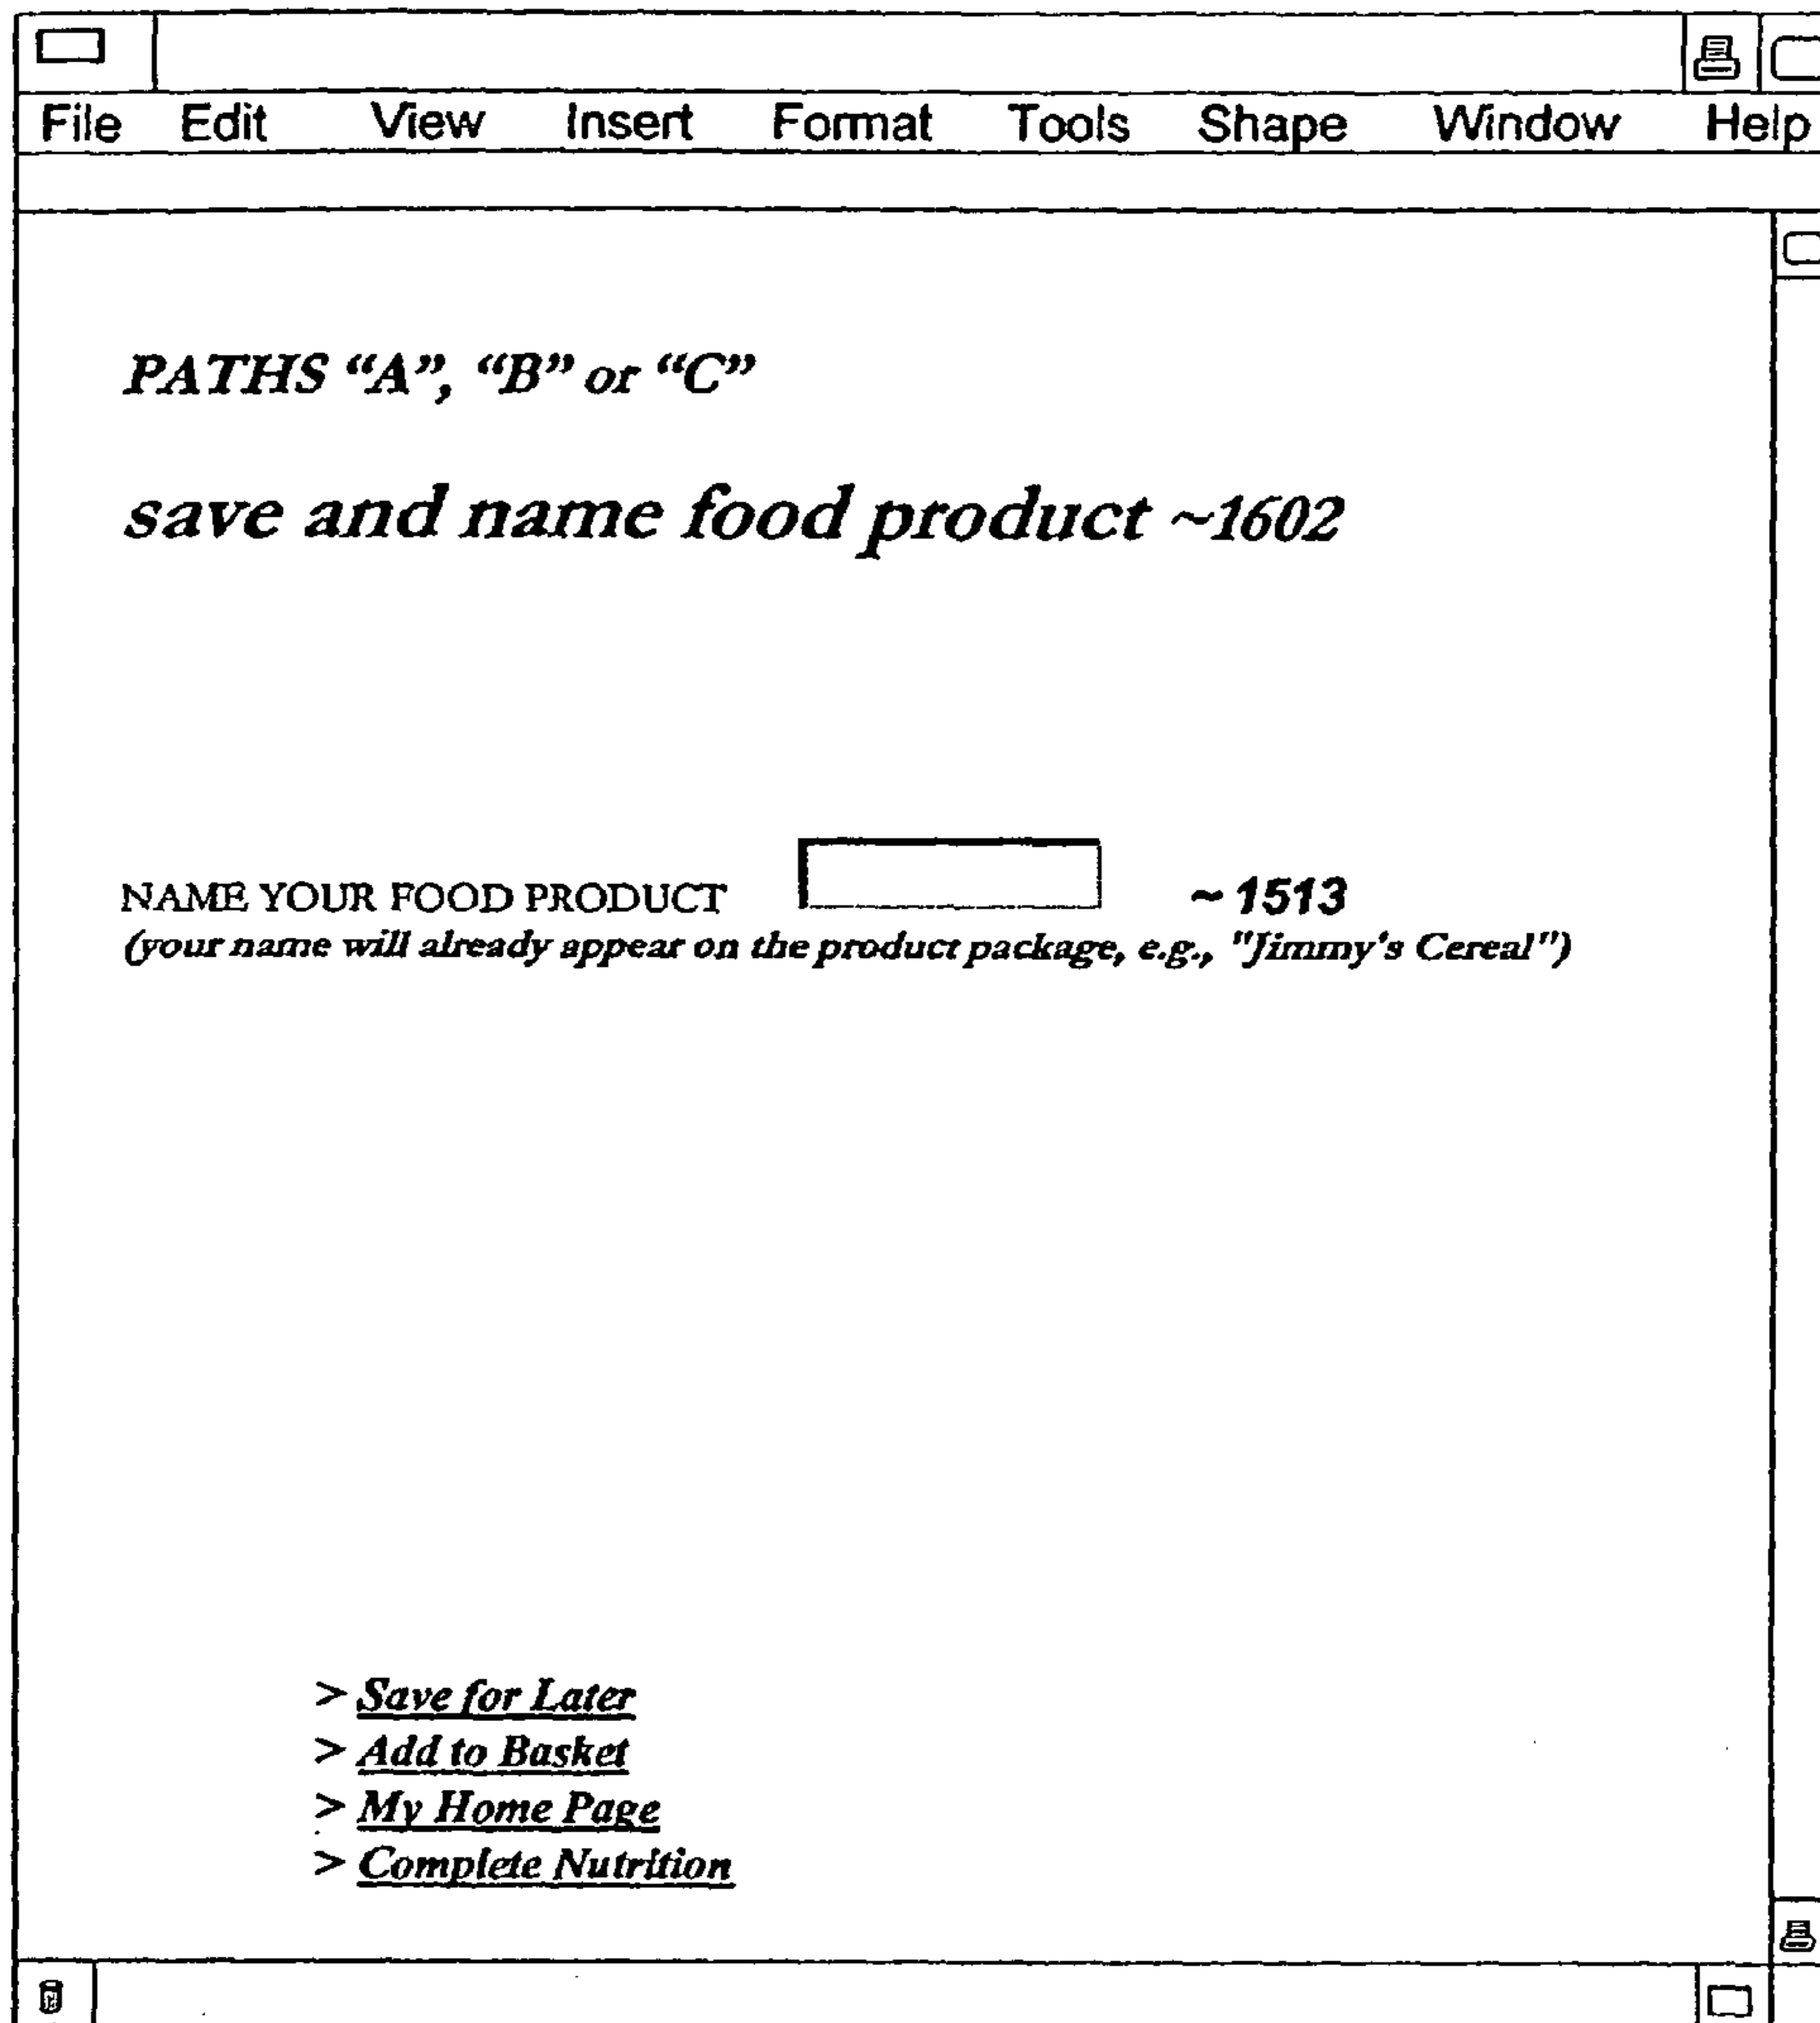 File Edit View Insert Format Tools Shape Window Help
PATHS “A”, “B” or “C”
save and name food product ~1602
NAME YOUR FOOD PRODUCT ~1513
(your name will already appear on the product package, e.g., "Jimmy's Cereal")
> Save for Later
> Add to Basket
> My Home Page
> Complete Nutrition